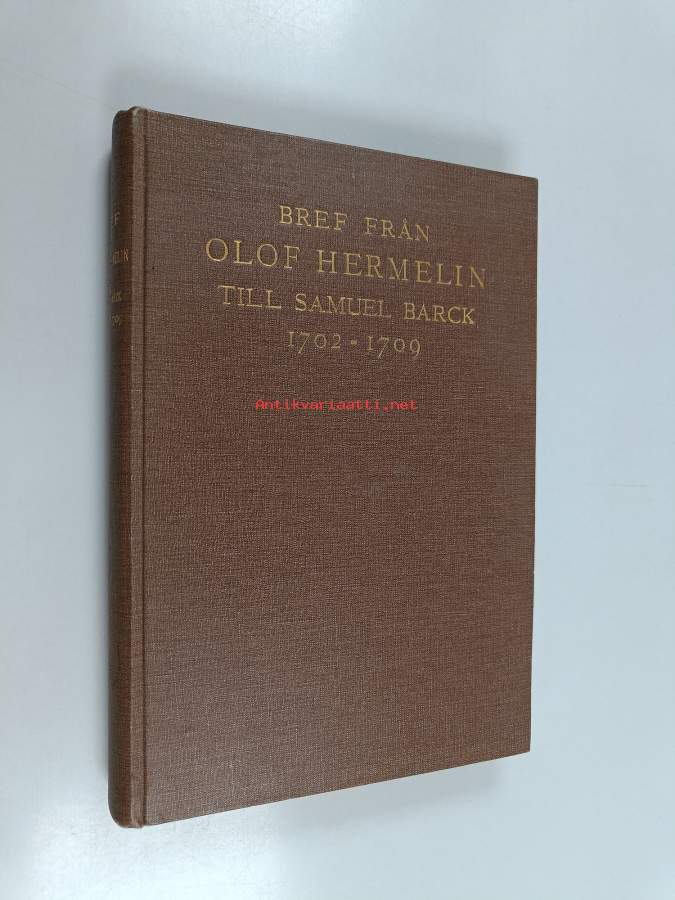 BREF FRÅN
OLOF HERMELIN
TILL SAMUEL BARCK
1702-1709
Antikvariaatti.net